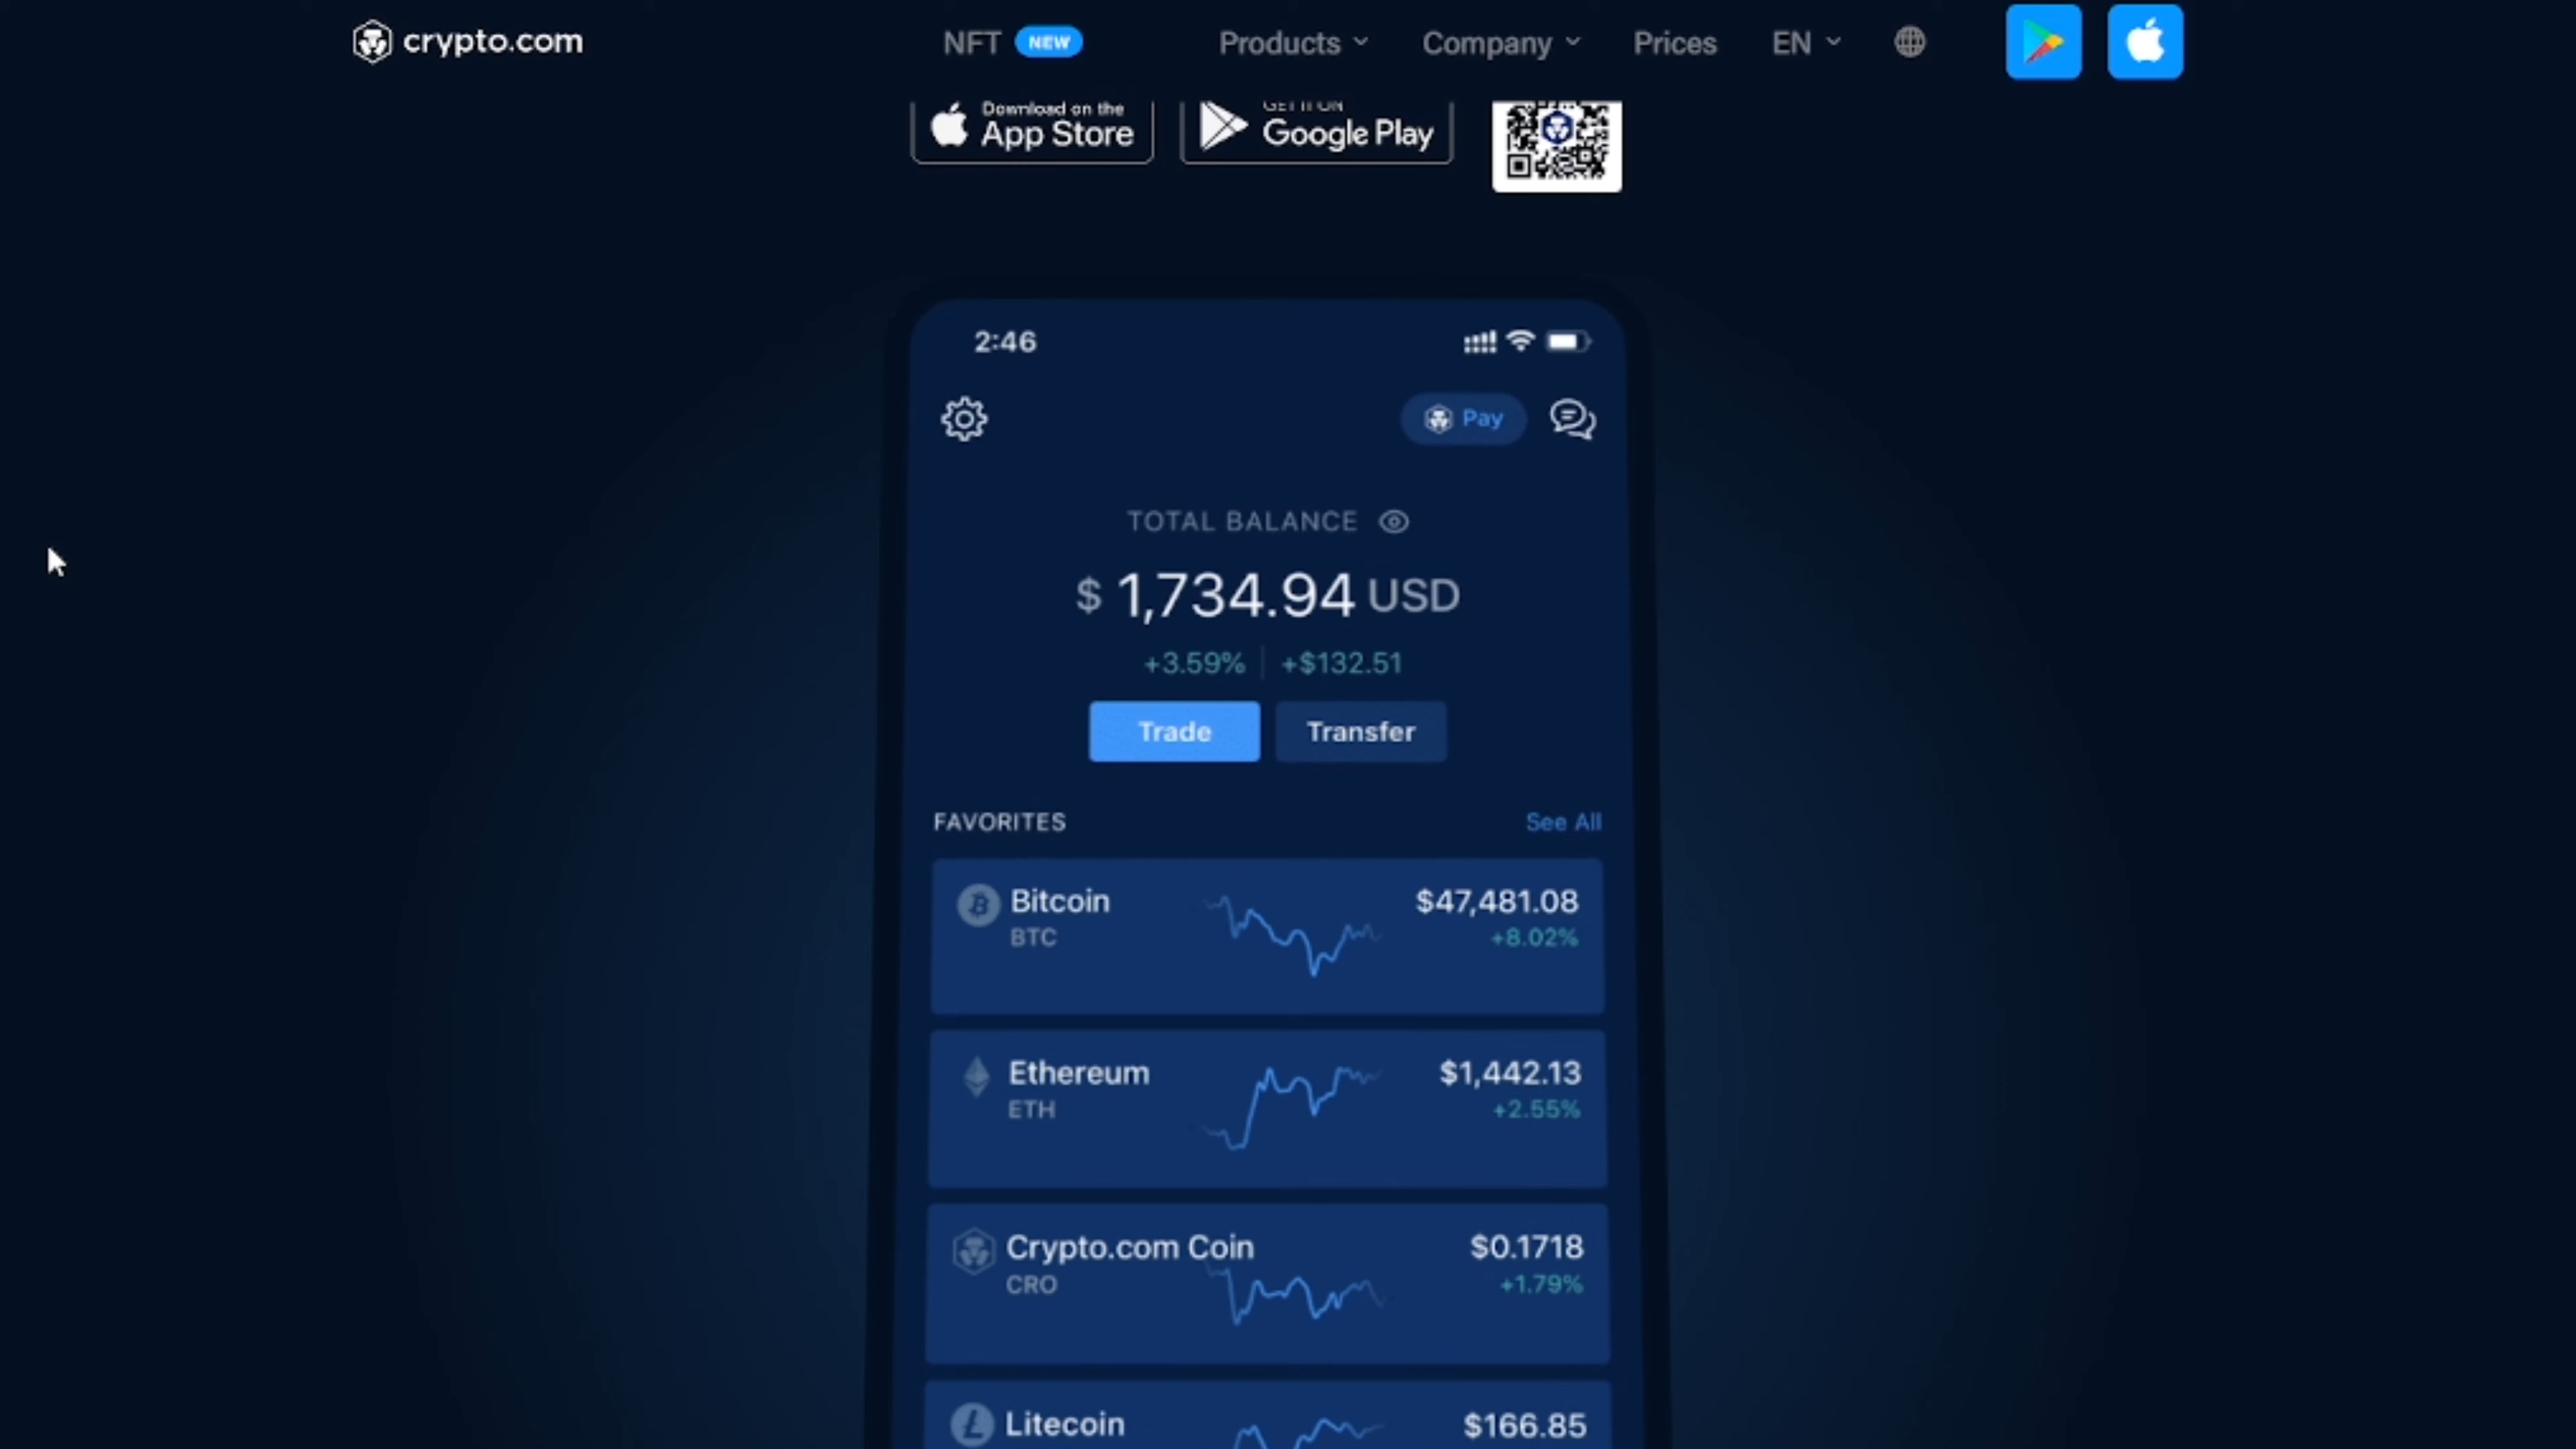 crypto.com
NFT NEW
Products
Company
Prices
EN
Download on the
App Store
GET IT ON
Google Play
2:46
Pay
TOTAL BALANCE
$ 1,734.94 USD
+3.59% +$132.51
Trade
Transfer
FAVORITES
See All
Bitcoin
$47,481.08
BTC
+8.02%
Ethereum
$1,442.13
ETH
+2.55%
Crypto.com Coin
$0.1718
CRO
+1.79%
Litecoin
$166.85